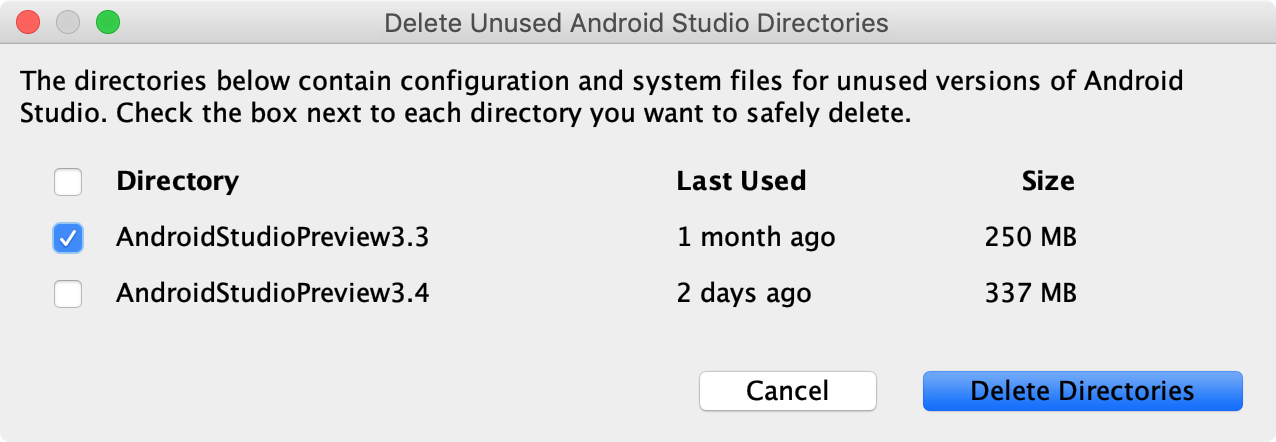 Delete Unused Android Studio Directories
The directories below contain configuration and system files for unused versions of Android
Studio. Check the box next to each directory you want to safely delete.
Directory Last Used Size
AndroidStudioPreview3.3 1 month ago 250 MB
AndroidStudioPreview3.4 2 days ago 337 MB
Cancel Delete Directories